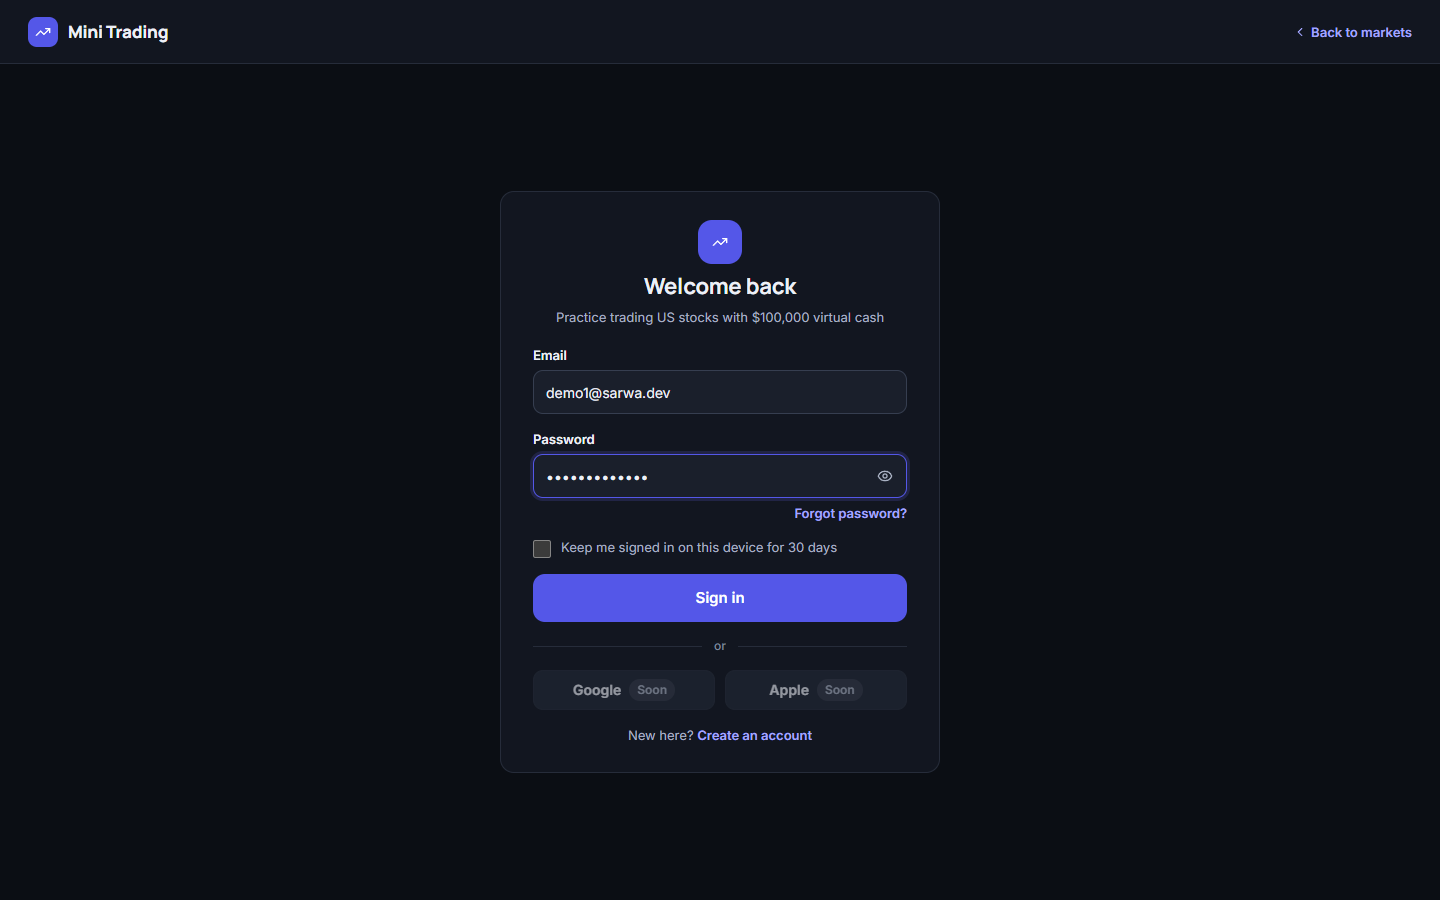 Mini Trading
Back to markets
Welcome back
Practice trading US stocks with $100,000 virtual cash
Email
demo1@sarwa.dev
Password
•••••••••••••
Forgot password?
Keep me signed in on this device for 30 days
Sign in
or
Google Soon
Apple Soon
New here? Create an account